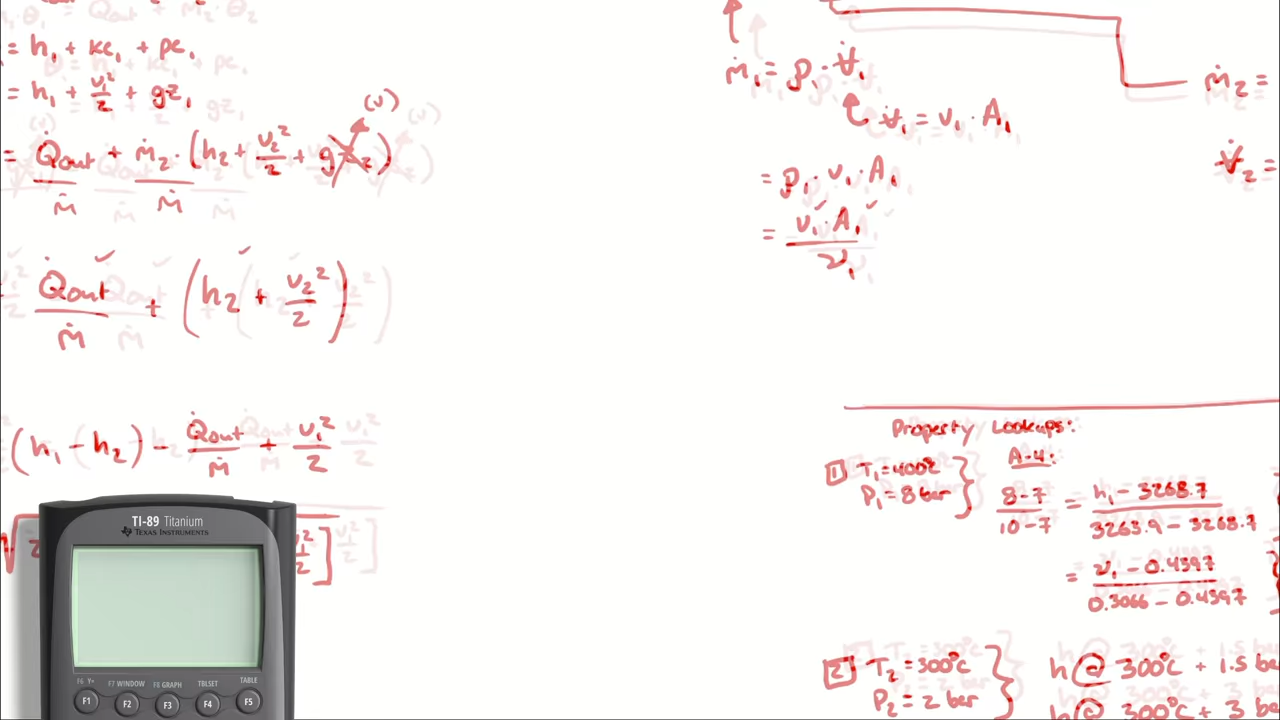 = h₁ + ke₁ + pe₁
= h₁ + v₁²/2 + gz₁
= Q̇out/ṁ + ṁ₂/ṁ · (h₂ + v₂²/2 + gz₂) (v)
Q̇out/ṁ + (h₂ + v₂²/2)
(h₁ - h₂) - Q̇out/ṁ + v₁²/2
√ 2 v₁²/2 ]
TI-89 Titanium
TEXAS INSTRUMENTS
F6 Y= F7 WINDOW F8 GRAPH TBLSET TABLE
F1 F2 F3 F4 F5
ṁ₁ = ρ₁ · V̶̇₁
V̶̇₁ = v₁ · A₁
= ρ₁ · v₁ · A₁
= v₁ · A₁ / ν₁
ṁ₂ =
V̶̇₂ =
Property Lookups:
A-4:
1 T₁ = 400°C
P₁ = 8 bar
8-7 / 10-7 = h₁ - 3268.7 / 3263.9 - 3268.7
= ν₁ - 0.4397 / 0.3066 - 0.4397
2 T₂ = 300°C
P₂ = 2 bar
h @ 300°C + 1.5 ba
h @ 300°C + 3 bar